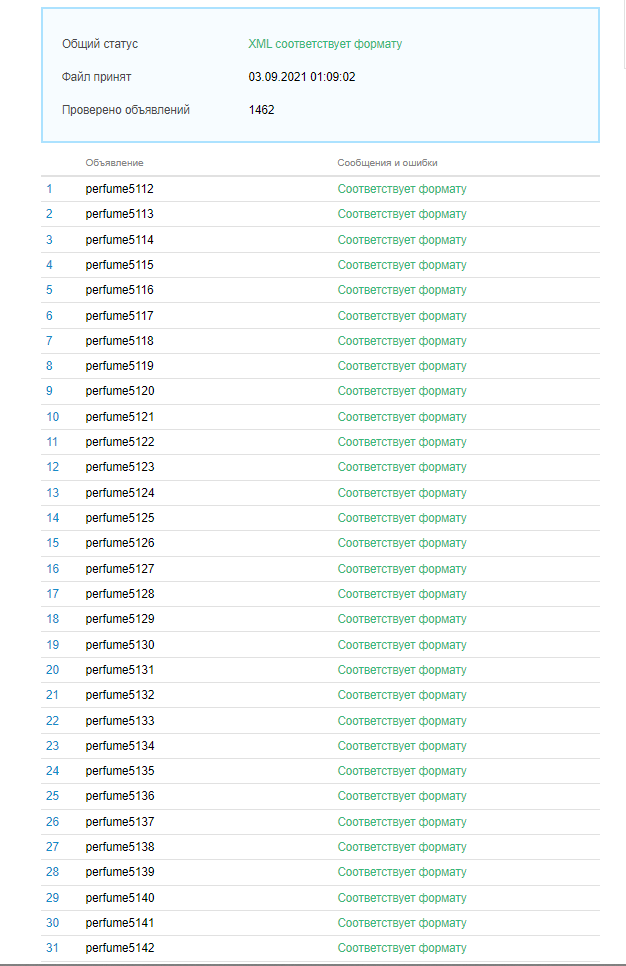 Общий статус XML соответствует формату
Файл принят 03.09.2021 01:09:02
Проверено объявлений 1462
Объявление Сообщения и ошибки
1 perfume5112 Соответствует формату
2 perfume5113 Соответствует формату
3 perfume5114 Соответствует формату
4 perfume5115 Соответствует формату
5 perfume5116 Соответствует формату
6 perfume5117 Соответствует формату
7 perfume5118 Соответствует формату
8 perfume5119 Соответствует формату
9 perfume5120 Соответствует формату
10 perfume5121 Соответствует формату
11 perfume5122 Соответствует формату
12 perfume5123 Соответствует формату
13 perfume5124 Соответствует формату
14 perfume5125 Соответствует формату
15 perfume5126 Соответствует формату
16 perfume5127 Соответствует формату
17 perfume5128 Соответствует формату
18 perfume5129 Соответствует формату
19 perfume5130 Соответствует формату
20 perfume5131 Соответствует формату
21 perfume5132 Соответствует формату
22 perfume5133 Соответствует формату
23 perfume5134 Соответствует формату
24 perfume5135 Соответствует формату
25 perfume5136 Соответствует формату
26 perfume5137 Соответствует формату
27 perfume5138 Соответствует формату
28 perfume5139 Соответствует формату
29 perfume5140 Соответствует формату
30 perfume5141 Соответствует формату
31 perfume5142 Соответствует формату